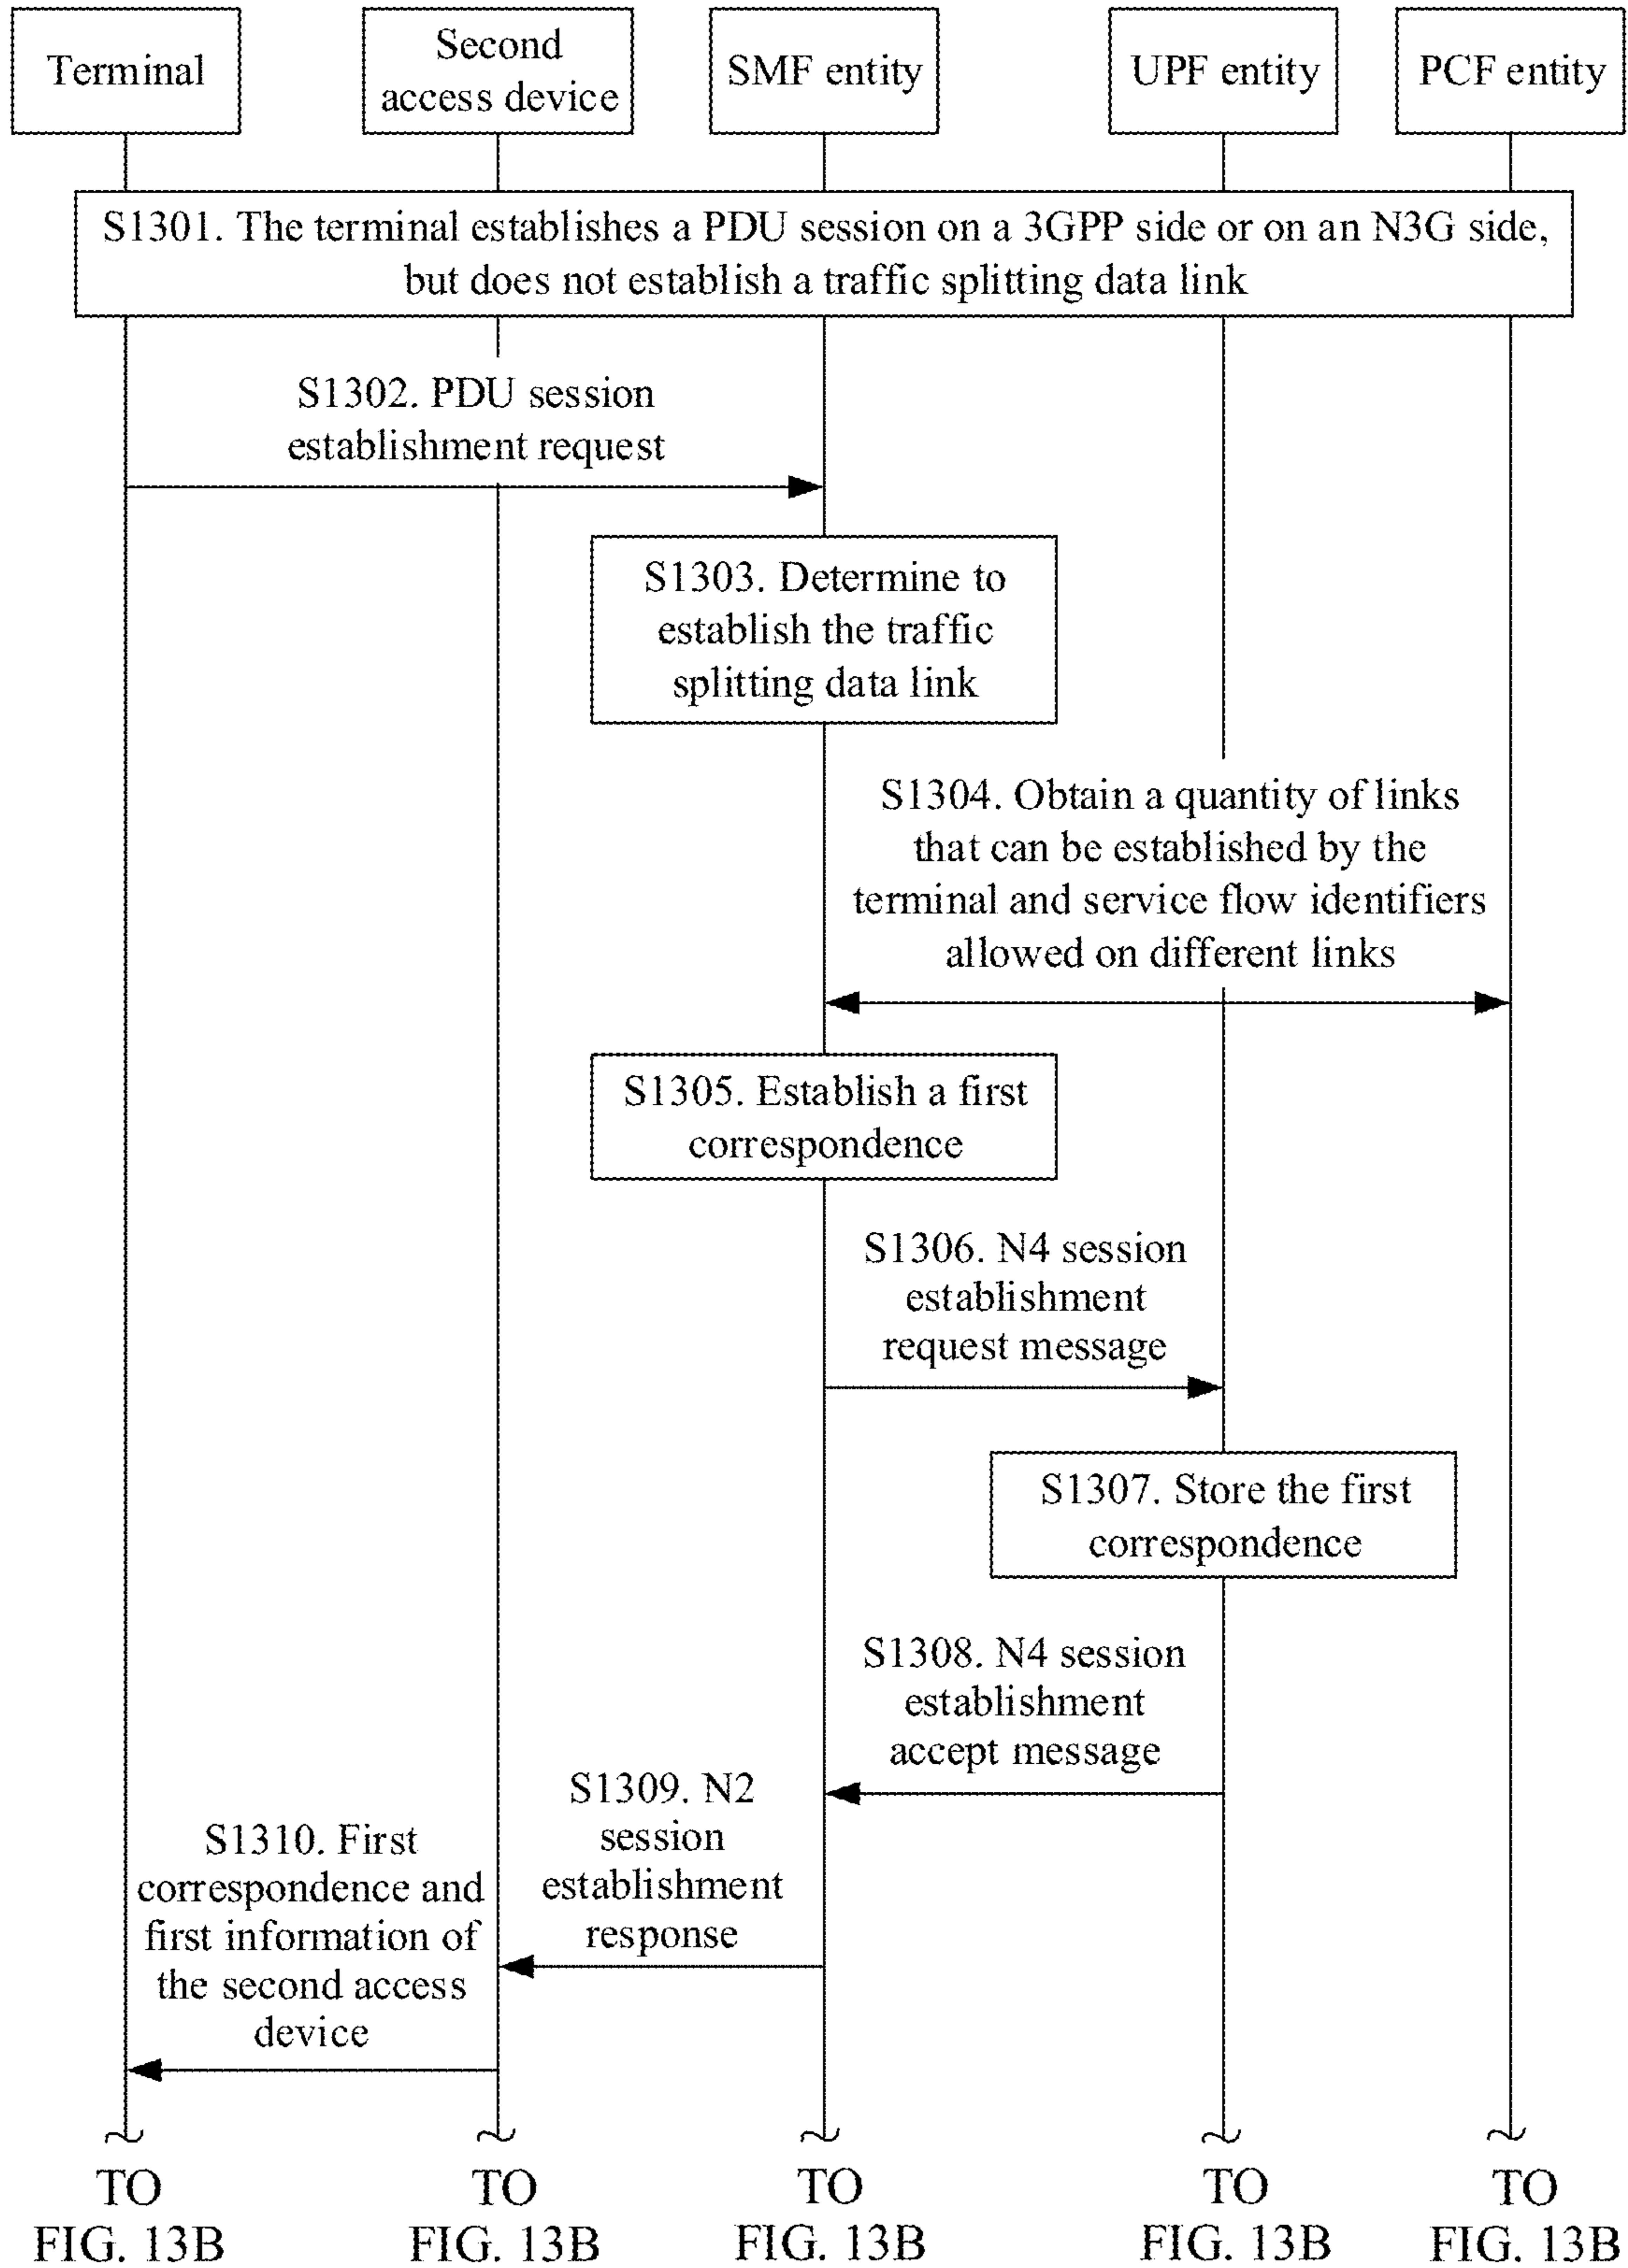 Terminal
Second
access device
SMF entity
UPF entity
PCF entity
S1301. The terminal establishes a PDU session on a 3GPP side or on an N3G side,
but does not establish a traffic splitting data link
S1302. PDU session
establishment request
S1303. Determine to
establish the traffic
splitting data link
S1304. Obtain a quantity of links
that can be established by the
terminal and service flow identifiers
allowed on different links
S1305. Establish a first
correspondence
S1306. N4 session
establishment
request message
S1307. Store the first
correspondence
S1308. N4 session
establishment
accept message
S1309. N2
session
establishment
response
S1310. First
correspondence and
first information of
the second access
device
TO
FIG. 13B
TO
FIG. 13B
TO
FIG. 13B
TO
FIG. 13B
TO
FIG. 13B